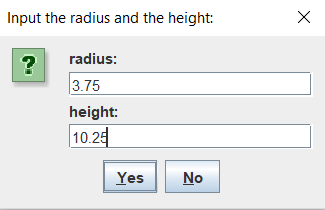 Input the radius and the height:
radius:
3.75
height:
10.25
Yes No